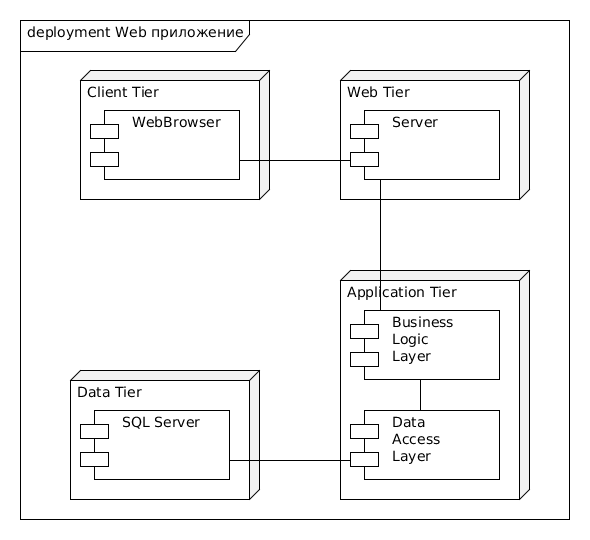 deployment Web приложение
Client Tier
WebBrowser
Web Tier
Server
Application Tier
Business
Logic
Layer
Data
Access
Layer
Data Tier
SQL Server